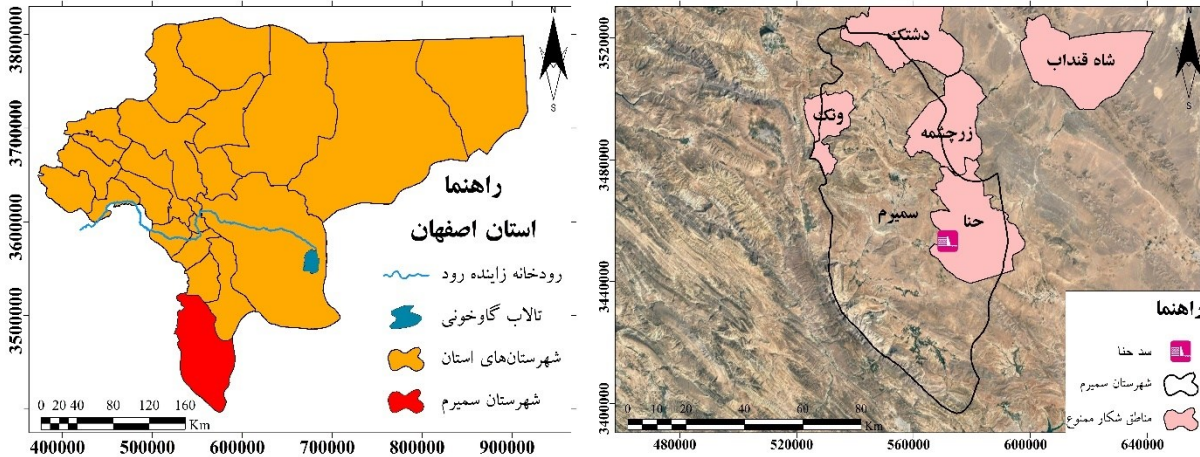 3800000
3700000
3600000
3500000
400000 500000 600000 700000 800000 900000
N
S
راهنما
استان اصفهان
رودخانه زاینده رود
تالاب گاوخونی
شهرستان‌های استان
شهرستان سمیرم
0 20 40 80 120 160
Km
3520000
3480000
3440000
3400000
480000 520000 560000 600000 640000
N
S
دشتک
شاه قنداب
ونک
زرچشمه
سمیرم
حنا
راهنما
سد حنا
شهرستان سمیرم
مناطق شکار ممنوع
0 5 10 20 40 60 80
Km